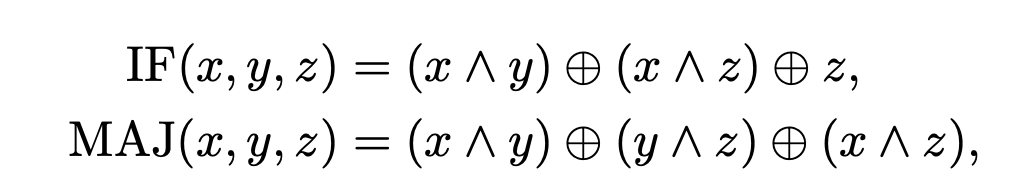 IF(x, y, z) = (x ∧ y) ⊕ (x ∧ z) ⊕ z,
MAJ(x, y, z) = (x ∧ y) ⊕ (y ∧ z) ⊕ (x ∧ z),